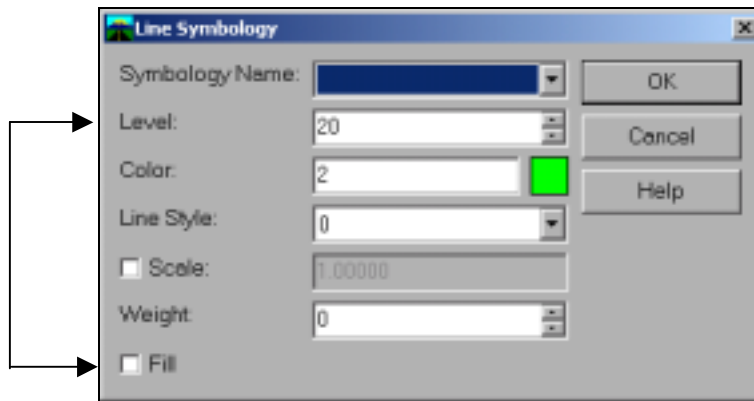 Line Symbology
Symbology Name:
OK
Level:
20
Cancel
Color:
2
Help
Line Style:
0
Scale:
1.00000
Weight:
0
Fill